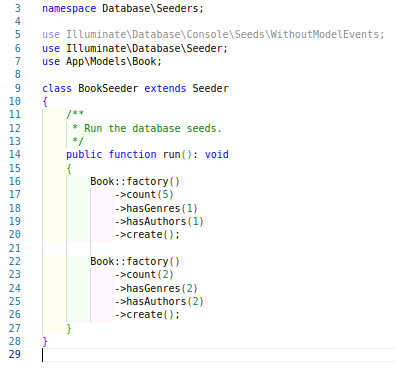 3 namespace Database\Seeders;
4
5 use Illuminate\Database\Console\Seeds\WithoutModelEvents;
6 use Illuminate\Database\Seeder;
7 use App\Models\Book;
8
9 class BookSeeder extends Seeder
10 {
11     /**
12      * Run the database seeds.
13      */
14     public function run(): void
15     {
16         Book::factory()
17             ->count(5)
18             ->hasGenres(1)
19             ->hasAuthors(1)
20             ->create();
21
22         Book::factory()
23             ->count(2)
24             ->hasGenres(2)
25             ->hasAuthors(2)
26             ->create();
27     }
28 }
29